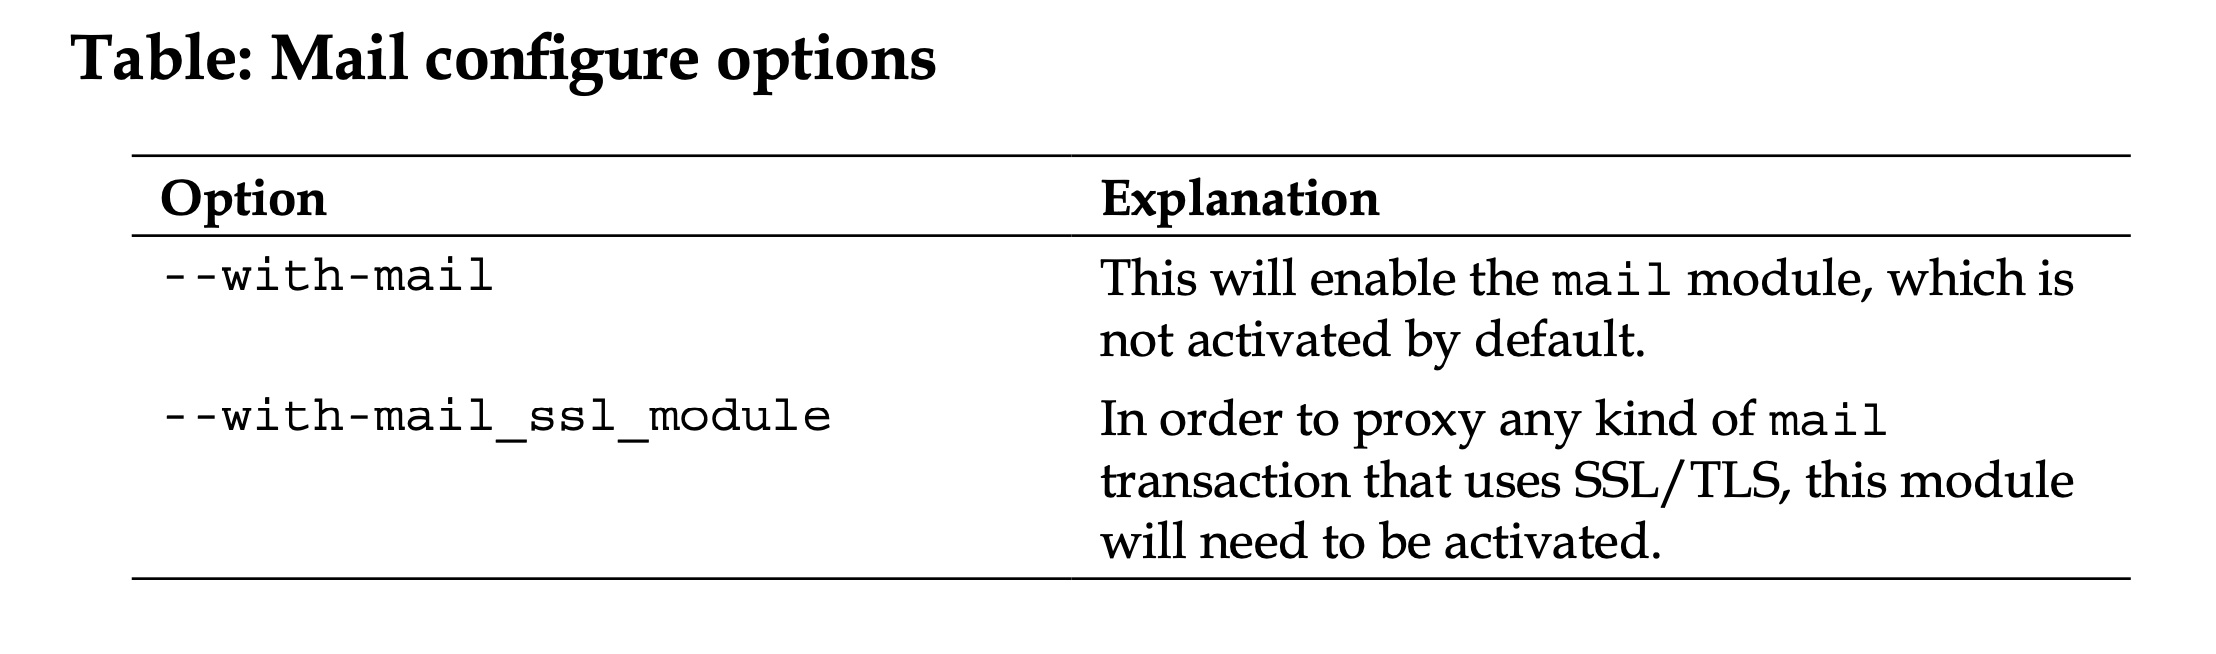 Table: Mail configure options
Option Explanation
--with-mail This will enable the mail module, which is
not activated by default.
--with-mail_ssl_module In order to proxy any kind of mail
transaction that uses SSL/TLS, this module
will need to be activated.